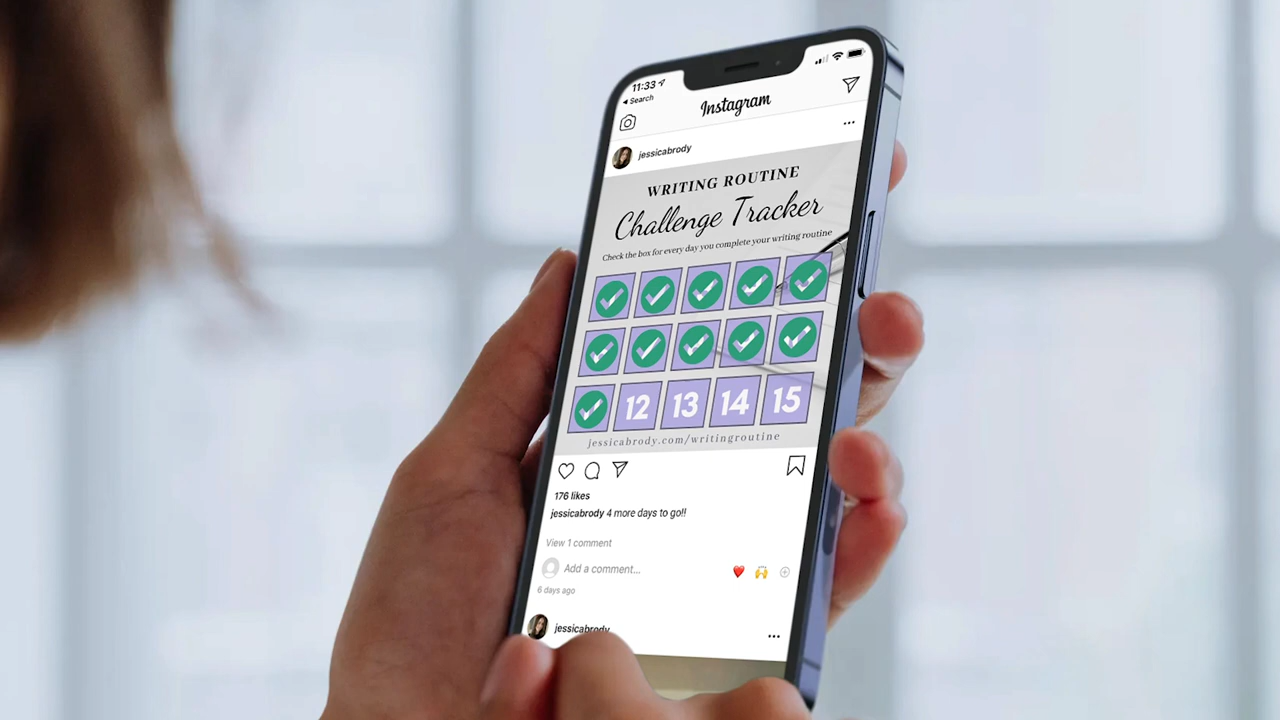 11:33
Search
Instagram
jessicabrody
WRITING ROUTINE
Challenge Tracker
Check the box for every day you complete your writing routine
12 13 14 15
jessicabrody.com/writingroutine
176 likes
jessicabrody 4 more days to go!!
View 1 comment
Add a comment...
6 days ago
jessicabrody